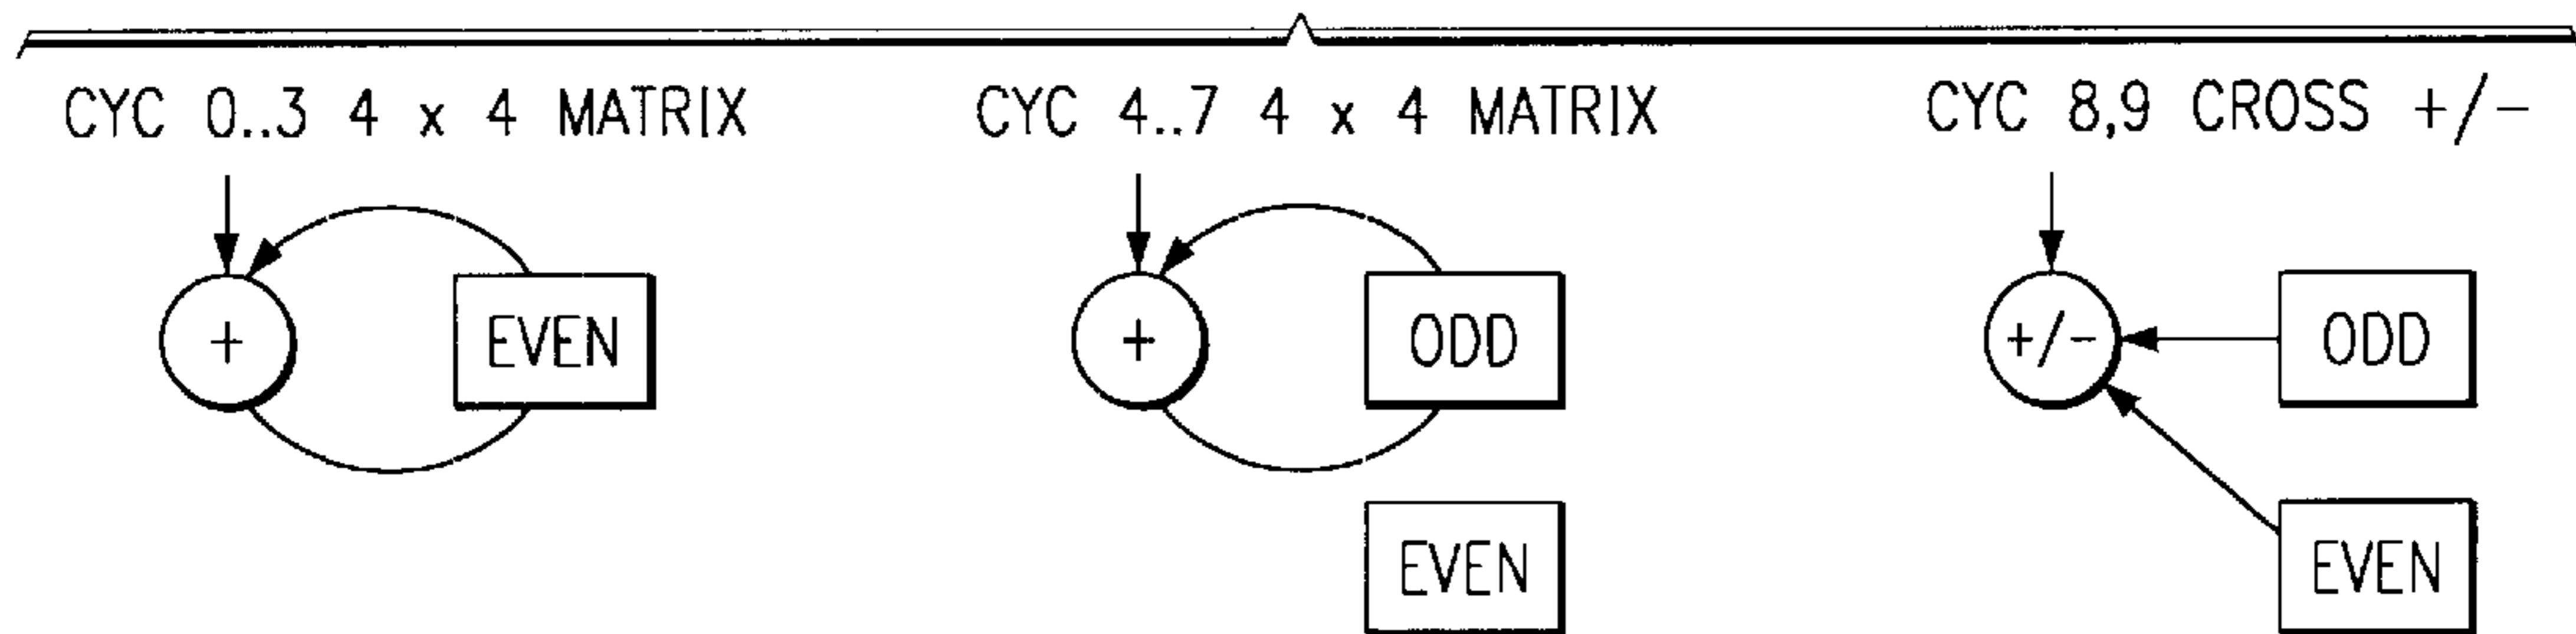 CYC 0..3 4 x 4 MATRIX
+
EVEN
CYC 4..7 4 x 4 MATRIX
+
ODD
EVEN
CYC 8,9 CROSS +/-
+/-
ODD
EVEN